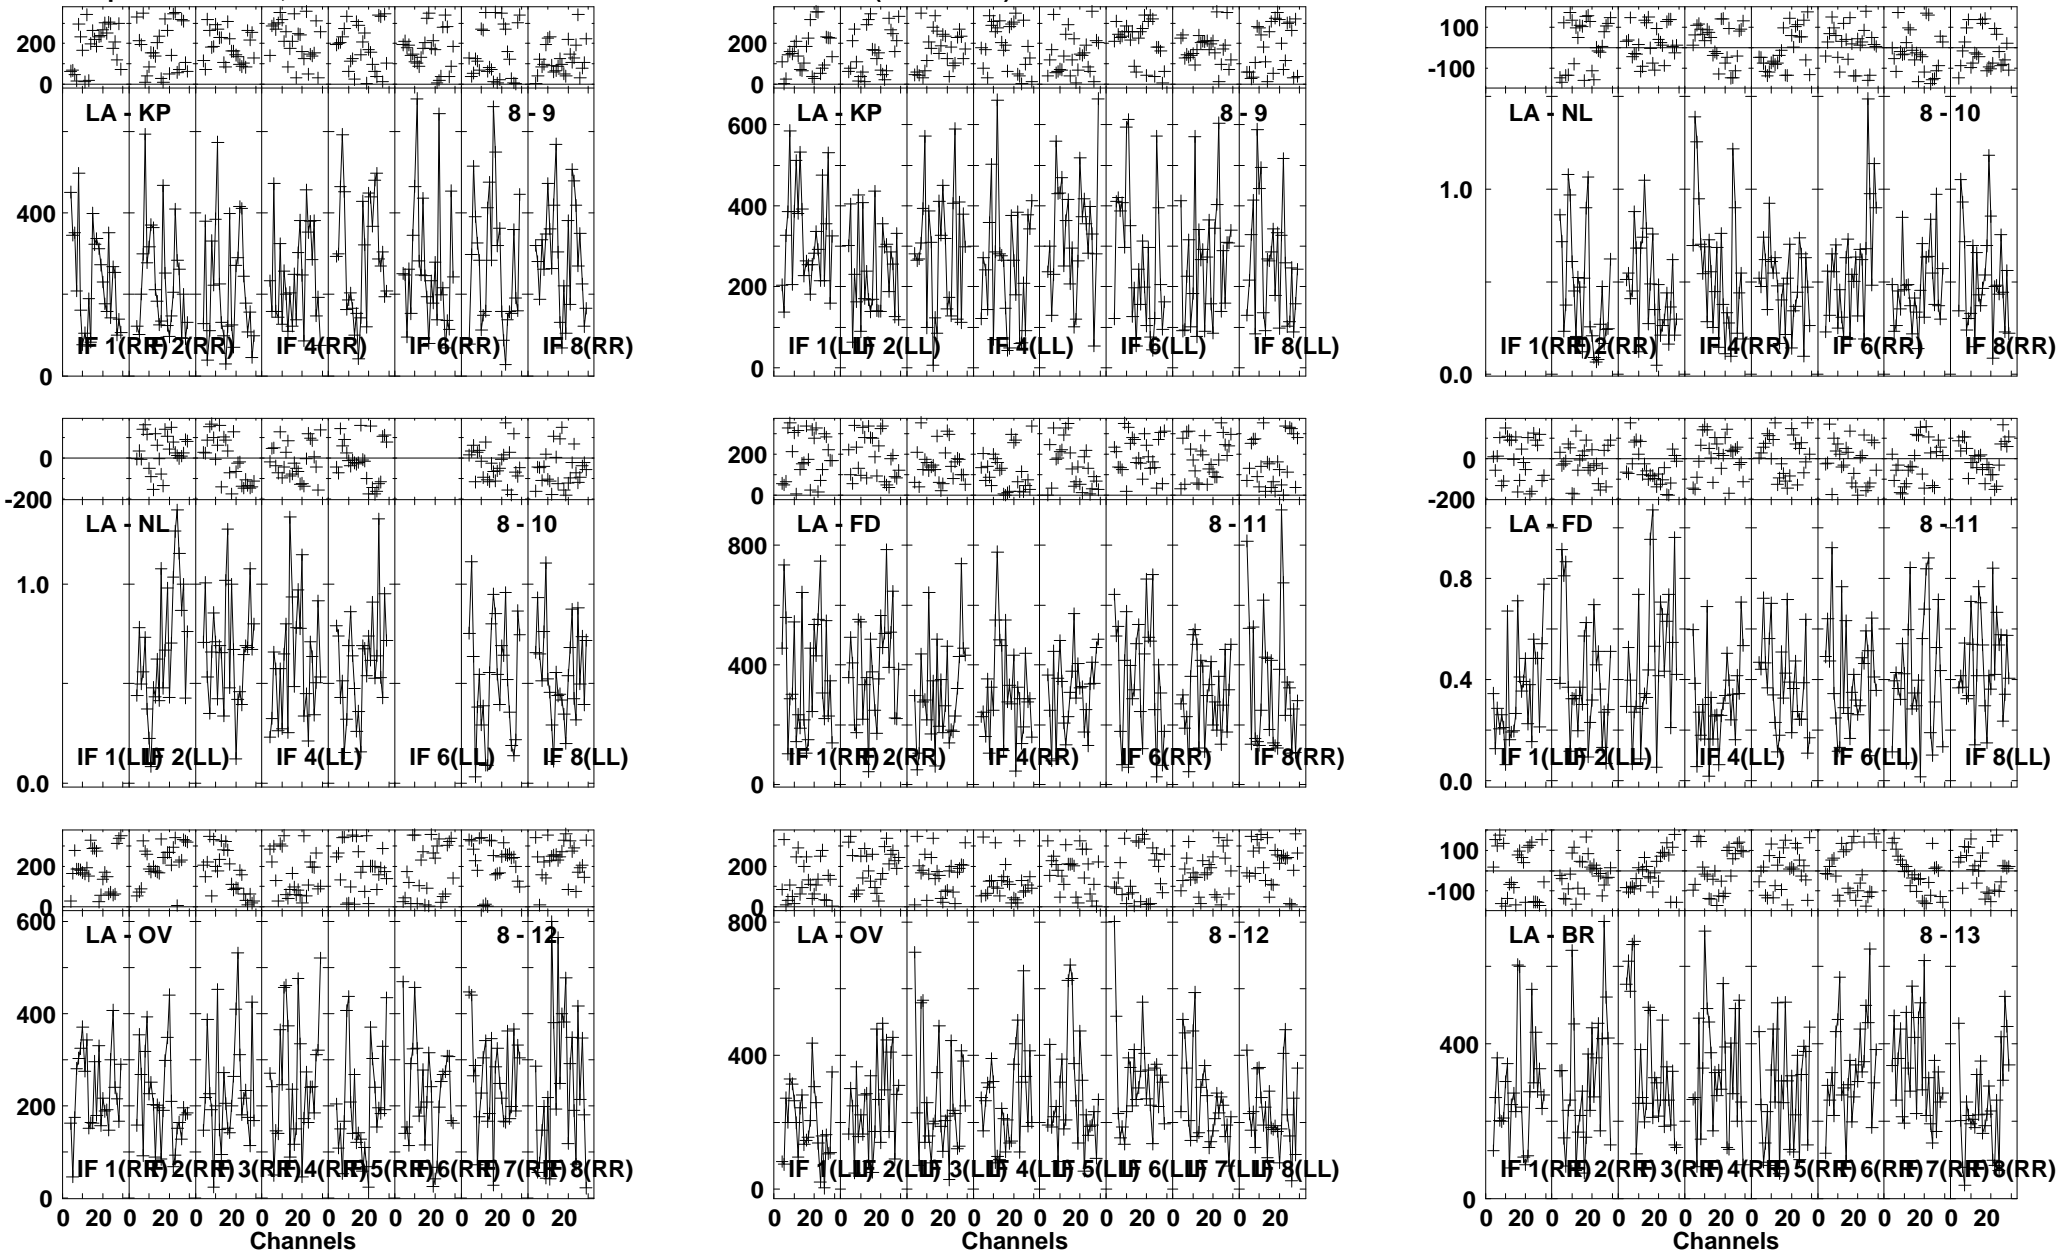 200
0
LA - KP 8 - 9
400
0
IF 1(RR) IF 2(RR) IF 4(RR) IF 6(RR) IF 8(RR)
200
0
LA - KP 8 - 9
600
400
200
0
IF 1(LL) IF 2(LL) IF 4(LL) IF 6(LL) IF 8(LL)
100
-100
LA - NL 8 - 10
1.0
0.0
IF 1(RR) IF 2(RR) IF 4(RR) IF 6(RR) IF 8(RR)
0
-200
LA - NL 8 - 10
1.0
0.0
IF 1(LL) IF 2(LL) IF 4(LL) IF 6(LL) IF 8(LL)
200
0
LA - FD 8 - 11
800
400
0
IF 1(RR) IF 2(RR) IF 4(RR) IF 6(RR) IF 8(RR)
0
-200
LA - FD 8 - 11
0.8
0.4
0.0
IF 1(LL) IF 2(LL) IF 4(LL) IF 6(LL) IF 8(LL)
200
0
LA - OV 8 - 12
600
400
200
0
IF 1(RR) IF 2(RR) IF 3(RR) IF 4(RR) IF 5(RR) IF 6(RR) IF 7(RR) IF 8(RR)
0 20 0 20 0 20 0 20 0 20 0 20 0 20 0 20
Channels
200
0
LA - OV 8 - 12
800
400
0
IF 1(LL) IF 2(LL) IF 3(LL) IF 4(LL) IF 5(LL) IF 6(LL) IF 7(LL) IF 8(LL)
0 20 0 20 0 20 0 20 0 20 0 20 0 20 0 20
Channels
100
-100
LA - BR 8 - 13
400
0
IF 1(RR) IF 2(RR) IF 3(RR) IF 4(RR) IF 5(RR) IF 6(RR) IF 7(RR) IF 8(RR)
0 20 0 20 0 20 0 20 0 20 0 20 0 20 0 20
Channels